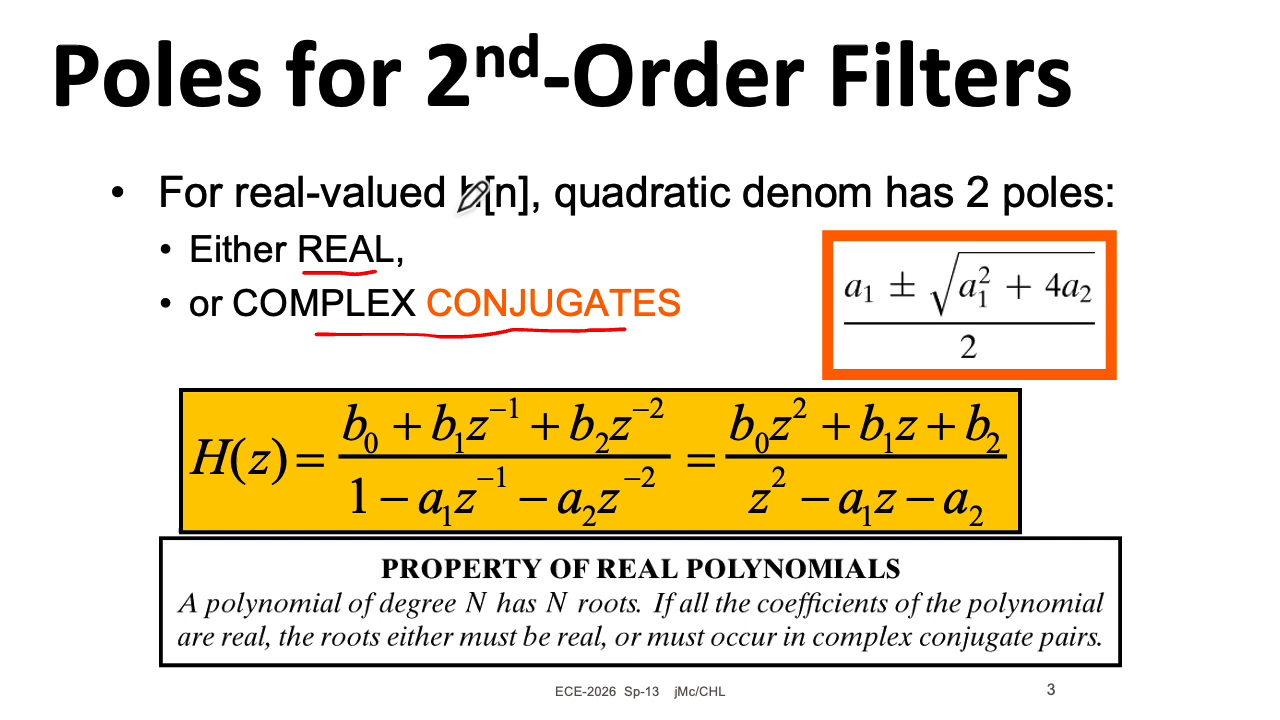 Poles for 2nd-Order Filters
• For real-valued h[n], quadratic denom has 2 poles:
• Either REAL,
• or COMPLEX CONJUGATES
a₁ ± √(a₁² + 4a₂)
2
H(z) = (b₀ + b₁z⁻¹ + b₂z⁻²) / (1 − a₁z⁻¹ − a₂z⁻²) = (b₀z² + b₁z + b₂) / (z² − a₁z − a₂)
PROPERTY OF REAL POLYNOMIALS
A polynomial of degree N has N roots. If all the coefficients of the polynomial
are real, the roots either must be real, or must occur in complex conjugate pairs.
ECE-2026 Sp-13 jMc/CHL
3